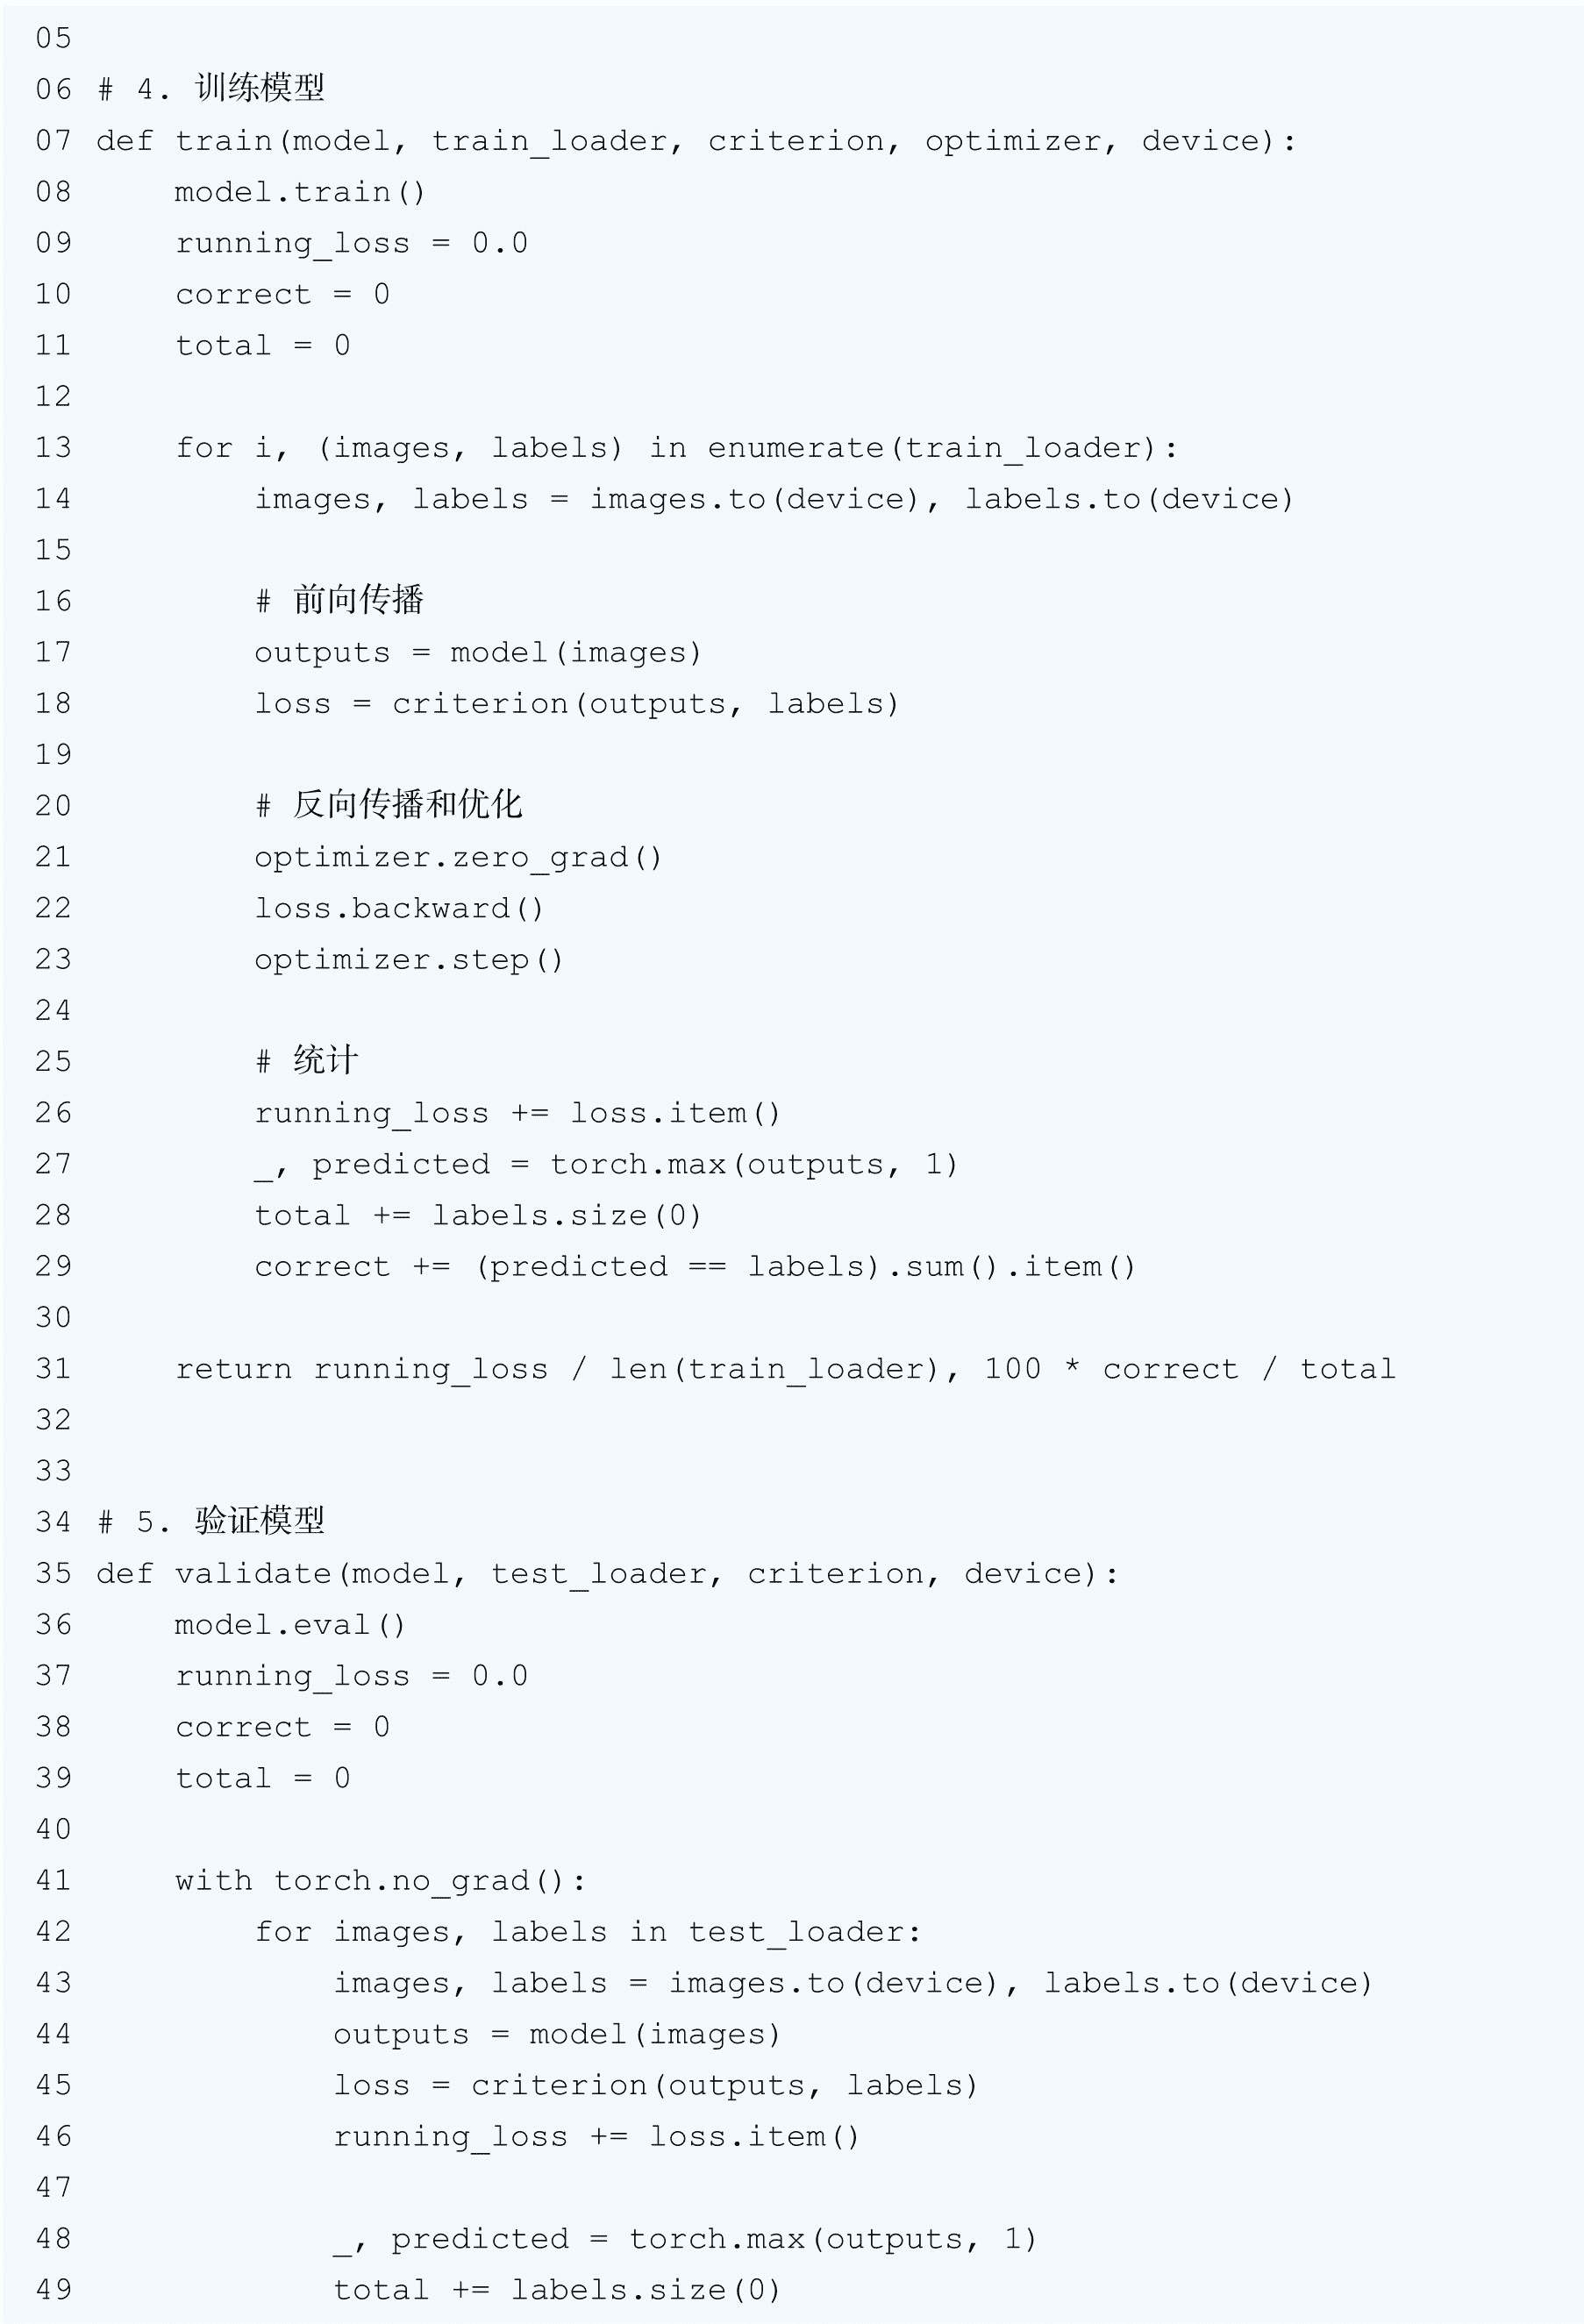 05
06 # 4. 训练模型
07 def train(model, train_loader, criterion, optimizer, device):
08     model.train()
09     running_loss = 0.0
10     correct = 0
11     total = 0
12
13     for i, (images, labels) in enumerate(train_loader):
14         images, labels = images.to(device), labels.to(device)
15
16         # 前向传播
17         outputs = model(images)
18         loss = criterion(outputs, labels)
19
20         # 反向传播和优化
21         optimizer.zero_grad()
22         loss.backward()
23         optimizer.step()
24
25         # 统计
26         running_loss += loss.item()
27         _, predicted = torch.max(outputs, 1)
28         total += labels.size(0)
29         correct += (predicted == labels).sum().item()
30
31     return running_loss / len(train_loader), 100 * correct / total
32
33
34 # 5. 验证模型
35 def validate(model, test_loader, criterion, device):
36     model.eval()
37     running_loss = 0.0
38     correct = 0
39     total = 0
40
41     with torch.no_grad():
42         for images, labels in test_loader:
43             images, labels = images.to(device), labels.to(device)
44             outputs = model(images)
45             loss = criterion(outputs, labels)
46             running_loss += loss.item()
47
48             _, predicted = torch.max(outputs, 1)
49             total += labels.size(0)